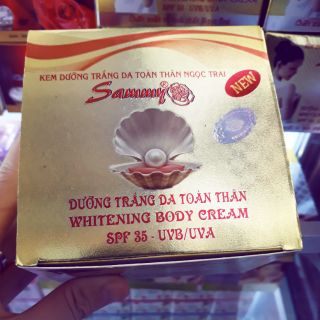 KEM DƯỠNG TRẮNG DA TOÀN THÂN NGỌC TRAI
Sammy
NEW
DƯỠNG TRẮNG DA TOÀN THÂN
WHITENING BODY CREAM
SPF 35 - UVB/UVA